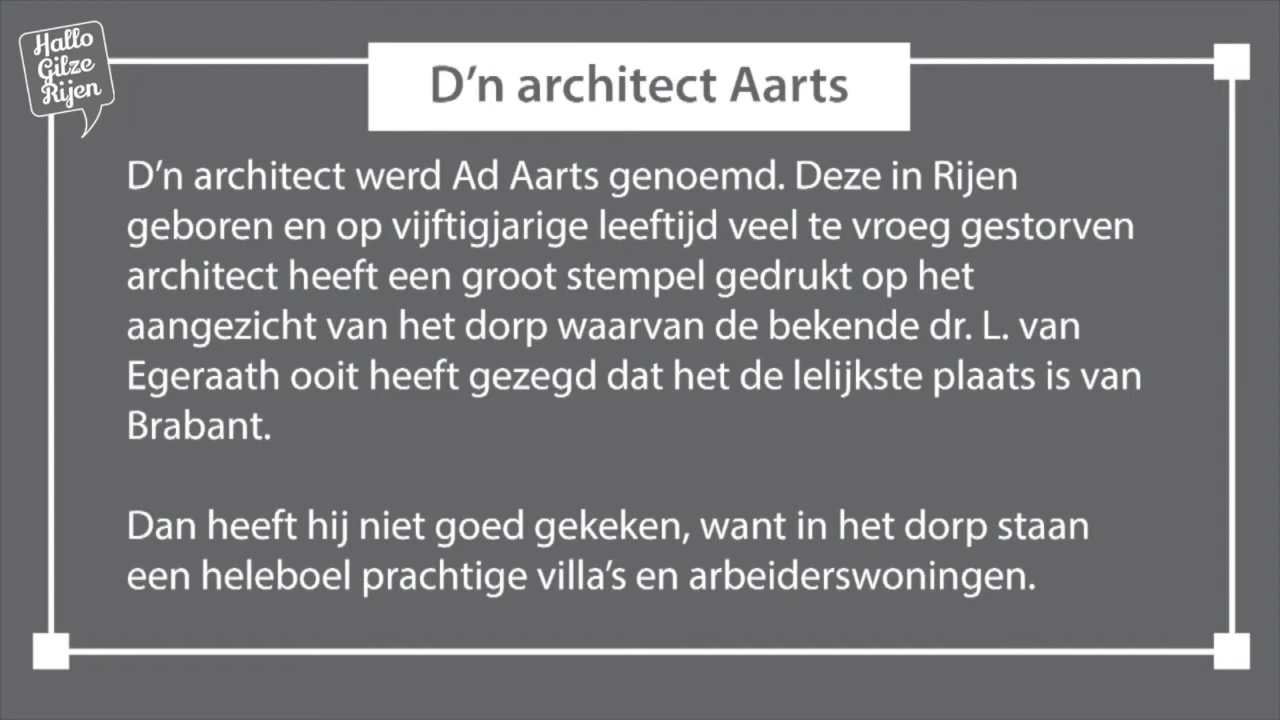 Hallo
Gilze
Rijen
D’n architect Aarts
D’n architect werd Ad Aarts genoemd. Deze in Rijen
geboren en op vijftigjarige leeftijd veel te vroeg gestorven
architect heeft een groot stempel gedrukt op het
aangezicht van het dorp waarvan de bekende dr. L. van
Egeraath ooit heeft gezegd dat het de lelijkste plaats is van
Brabant.
Dan heeft hij niet goed gekeken, want in het dorp staan
een heleboel prachtige villa’s en arbeiderswoningen.